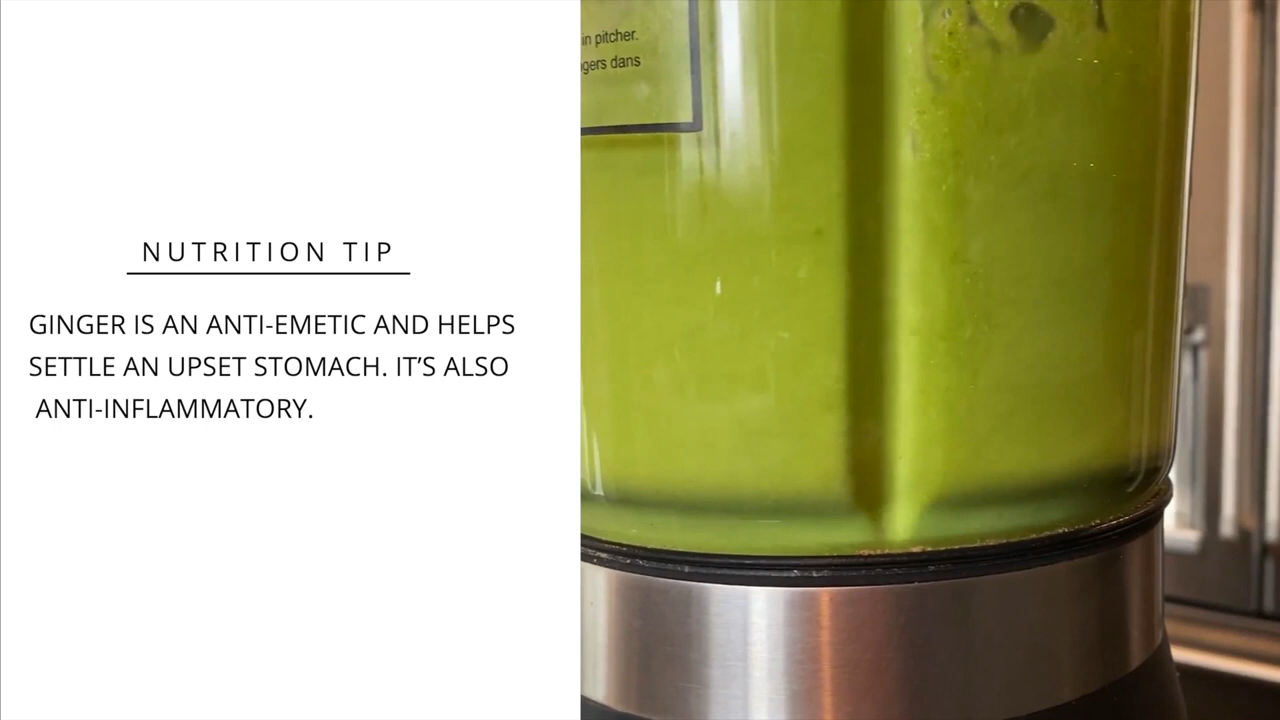 NUTRITION TIP
GINGER IS AN ANTI-EMETIC AND HELPS
SETTLE AN UPSET STOMACH. IT’S ALSO
ANTI-INFLAMMATORY.
in pitcher.
dans